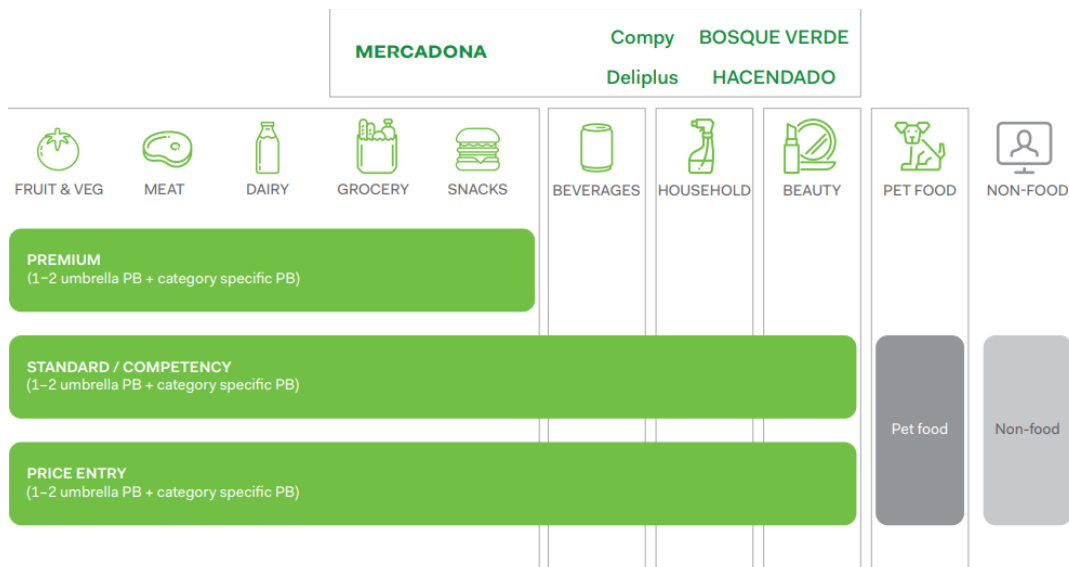 MERCADONA
Compy BOSQUE VERDE
Deliplus HACENDADO
FRUIT & VEG MEAT DAIRY GROCERY SNACKS BEVERAGES HOUSEHOLD BEAUTY PET FOOD NON-FOOD
PREMIUM
(1-2 umbrella PB + category specific PB)
STANDARD / COMPETENCY
(1-2 umbrella PB + category specific PB)
PRICE ENTRY
(1-2 umbrella PB + category specific PB)
Pet food
Non-food